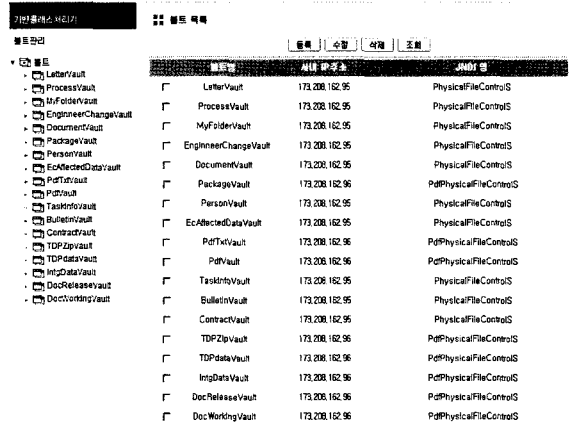 기반클래스 처리기
볼트관리
볼트
LetterVault
ProcessVault
MyFolderVault
EnginneerChangeVault
DocumentVault
PackageVault
PersonVault
EcAffectedDataVault
PdfTxtVault
PdfVault
TaskInfoVault
BulletinVault
ContractVault
TDPZipVault
TDPdataVault
IntgDataVault
DocReleaseVault
DocWorkingVault
볼트 목록
등록 수정 삭제 조회
볼트명 서버 IP주소 JNDI 명
LetterVault 173,208,162,95 PhysicalFileControlS
ProcessVault 173,208,162,95 PhysicalFileControlS
MyFolderVault 173,208,162,95 PhysicalFileControlS
EnginneerChangeVault 173,208,162,95 PhysicalFileControlS
DocumentVault 173,208,162,95 PhysicalFileControlS
PackageVault 173,208,162,96 PdfPhysicalFileControlS
PersonVault 173,208,162,95 PhysicalFileControlS
EcAffectedDataVault 173,208,162,95 PhysicalFileControlS
PdfTxtVault 173,208,162,96 PdfPhysicalFileControlS
PdfVault 173,208,162,96 PdfPhysicalFileControlS
TaskInfoVault 173,208,162,95 PhysicalFileControlS
BulletinVault 173,208,162,95 PhysicalFileControlS
ContractVault 173,208,162,95 PhysicalFileControlS
TDPZipVault 173,208,162,96 PdfPhysicalFileControlS
TDPdataVault 173,208,162,96 PdfPhysicalFileControlS
IntgDataVault 173,208,162,96 PdfPhysicalFileControlS
DocReleaseVault 173,208,162,96 PdfPhysicalFileControlS
DocWorkingVault 173,208,162,96 PdfPhysicalFileControlS